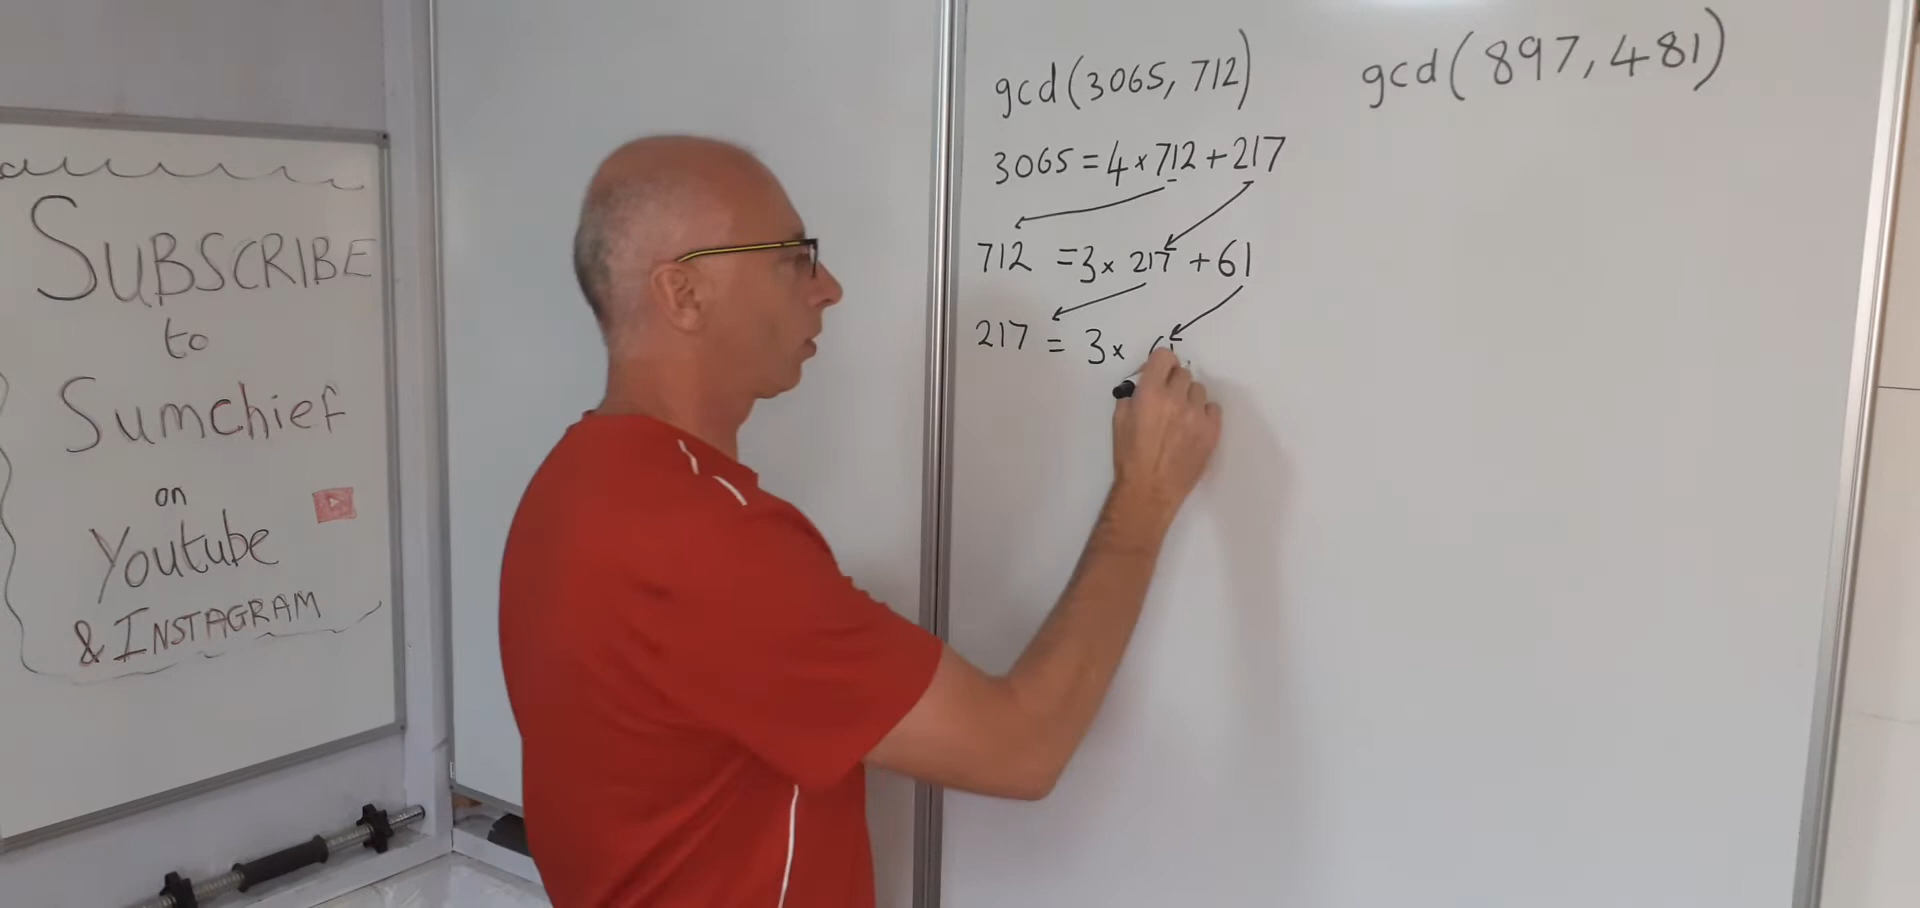 SUBSCRIBE
to
Sumchief
on
Youtube
& INSTAGRAM
gcd(3065, 712)
3065 = 4 × 712 + 217
712 = 3 × 217 + 61
217 = 3 ×
gcd(897, 481)